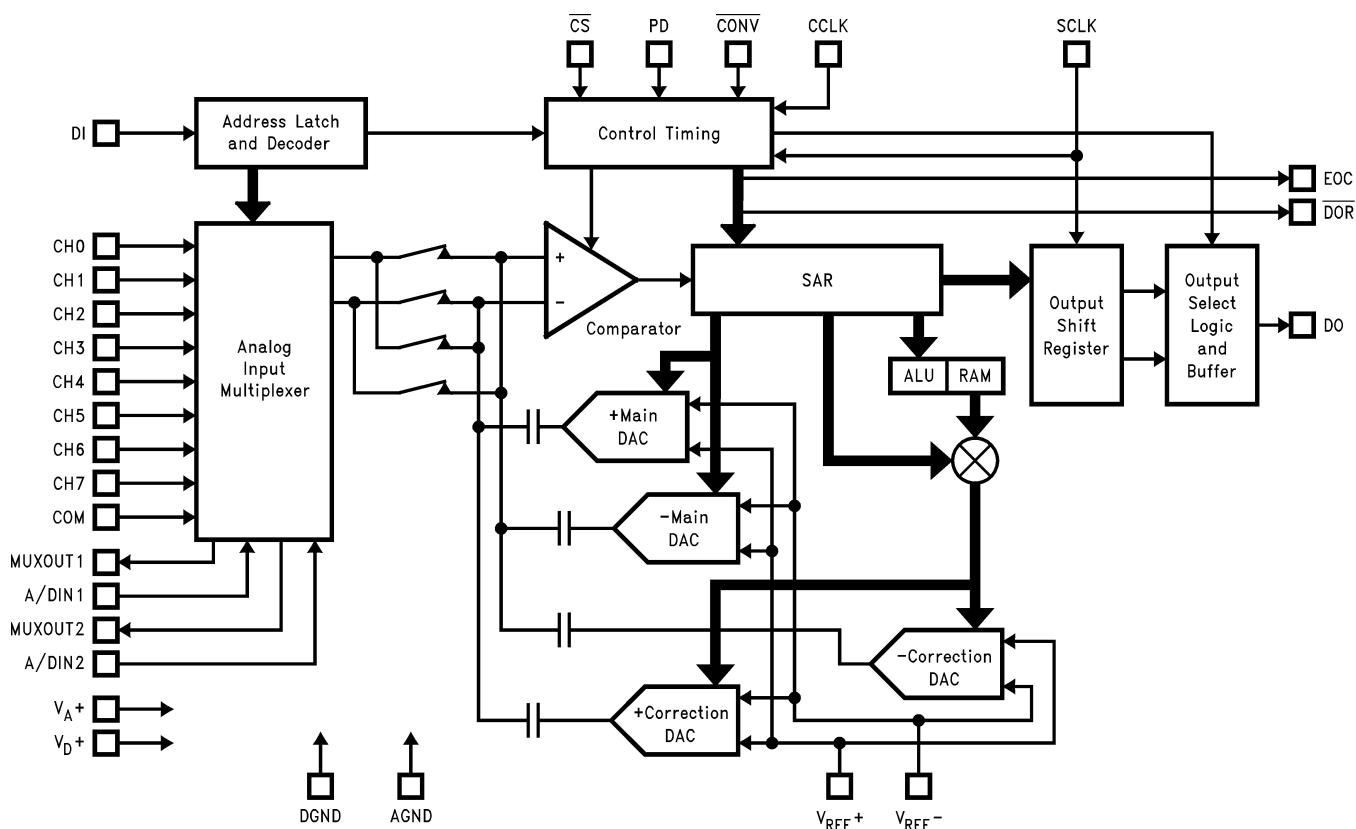 CS PD CONV CCLK SCLK
DI
Address Latch
and Decoder
Control Timing
EOC
DOR
CH0
CH1
CH2
CH3
CH4
CH5
CH6
CH7
COM
MUXOUT1
A/DIN1
MUXOUT2
A/DIN2
VA+
VD+
Analog
Input
Multiplexer
+
−
Comparator
SAR
Output
Shift
Register
Output
Select
Logic
and
Buffer
DO
ALU RAM
+Main
DAC
−Main
DAC
−Correction
DAC
+Correction
DAC
DGND AGND VREF+ VREF−